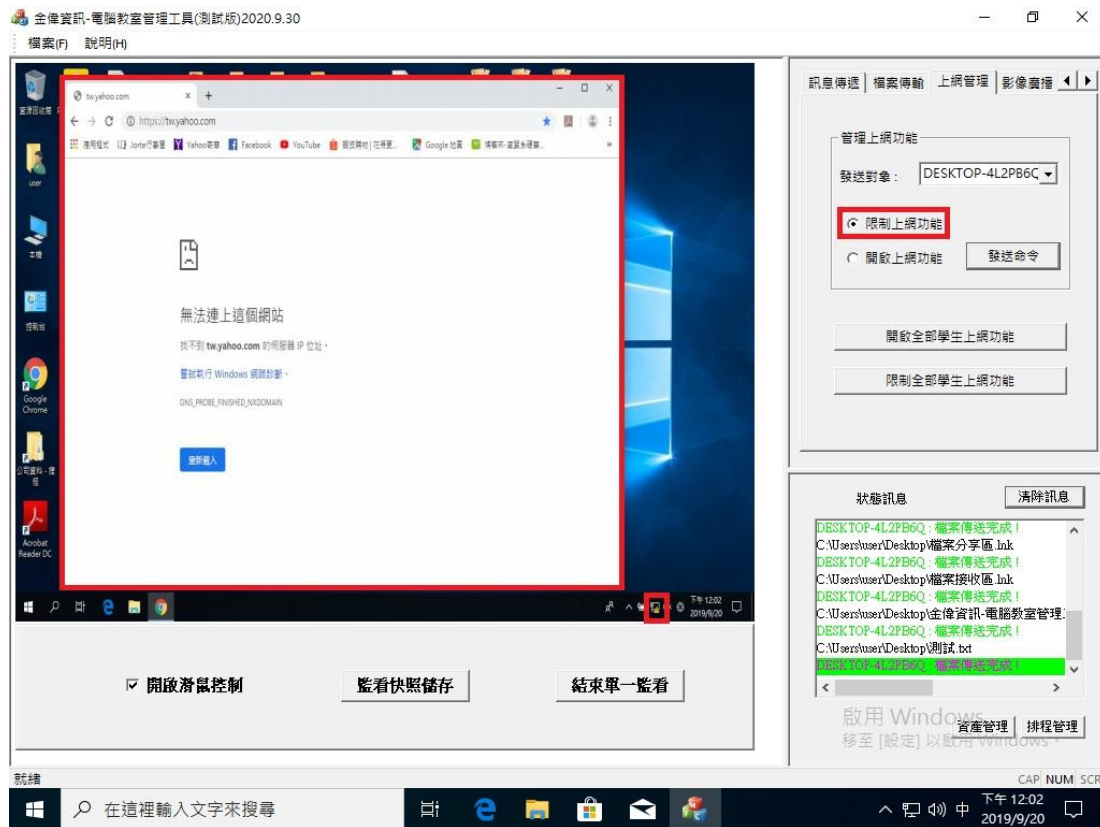 金偉資訊-電腦教室管理工具(測試版)2020.9.30
檔案(F) 說明(H)
資源回收筒
user
本機
控制台
Google Chrome
公司資料 - 捷徑
Acrobat Reader DC
tw.yahoo.com
https://tw.yahoo.com
應用程式 Jorte行事曆 Yahoo奇摩 Facebook YouTube Google 地圖
無法連上這個網站
找不到 tw.yahoo.com 的伺服器 IP 位址。
嘗試執行 Windows 網路診斷。
DNS_PROBE_FINISHED_NXDOMAIN
重新載入
下午 12:02
2019/9/20
開啟滑鼠控制
監看快照儲存
結束單一監看
訊息傳遞 檔案傳輸 上網管理 影像廣播
管理上網功能
發送對象： DESKTOP-4L2PB6Q
限制上網功能
開啟上網功能 發送命令
開啟全部學生上網功能
限制全部學生上網功能
狀態訊息 清除訊息
DESKTOP-4L2PB6Q : 檔案傳送完成！
C:\Users\user\Desktop\檔案分享區.lnk
DESKTOP-4L2PB6Q : 檔案傳送完成！
C:\Users\user\Desktop\檔案接收區.lnk
DESKTOP-4L2PB6Q : 檔案傳送完成！
C:\Users\user\Desktop\金偉資訊-電腦教室管理
DESKTOP-4L2PB6Q : 檔案傳送完成！
C:\Users\user\Desktop\測試.txt
DESKTOP-4L2PB6Q : 檔案傳送完成！
啟用 Windows
移至 [設定] 以啟用 Windows。
資產管理 排程管理
就緒
CAP NUM SCR
在這裡輸入文字來搜尋
中
下午 12:02
2019/9/20